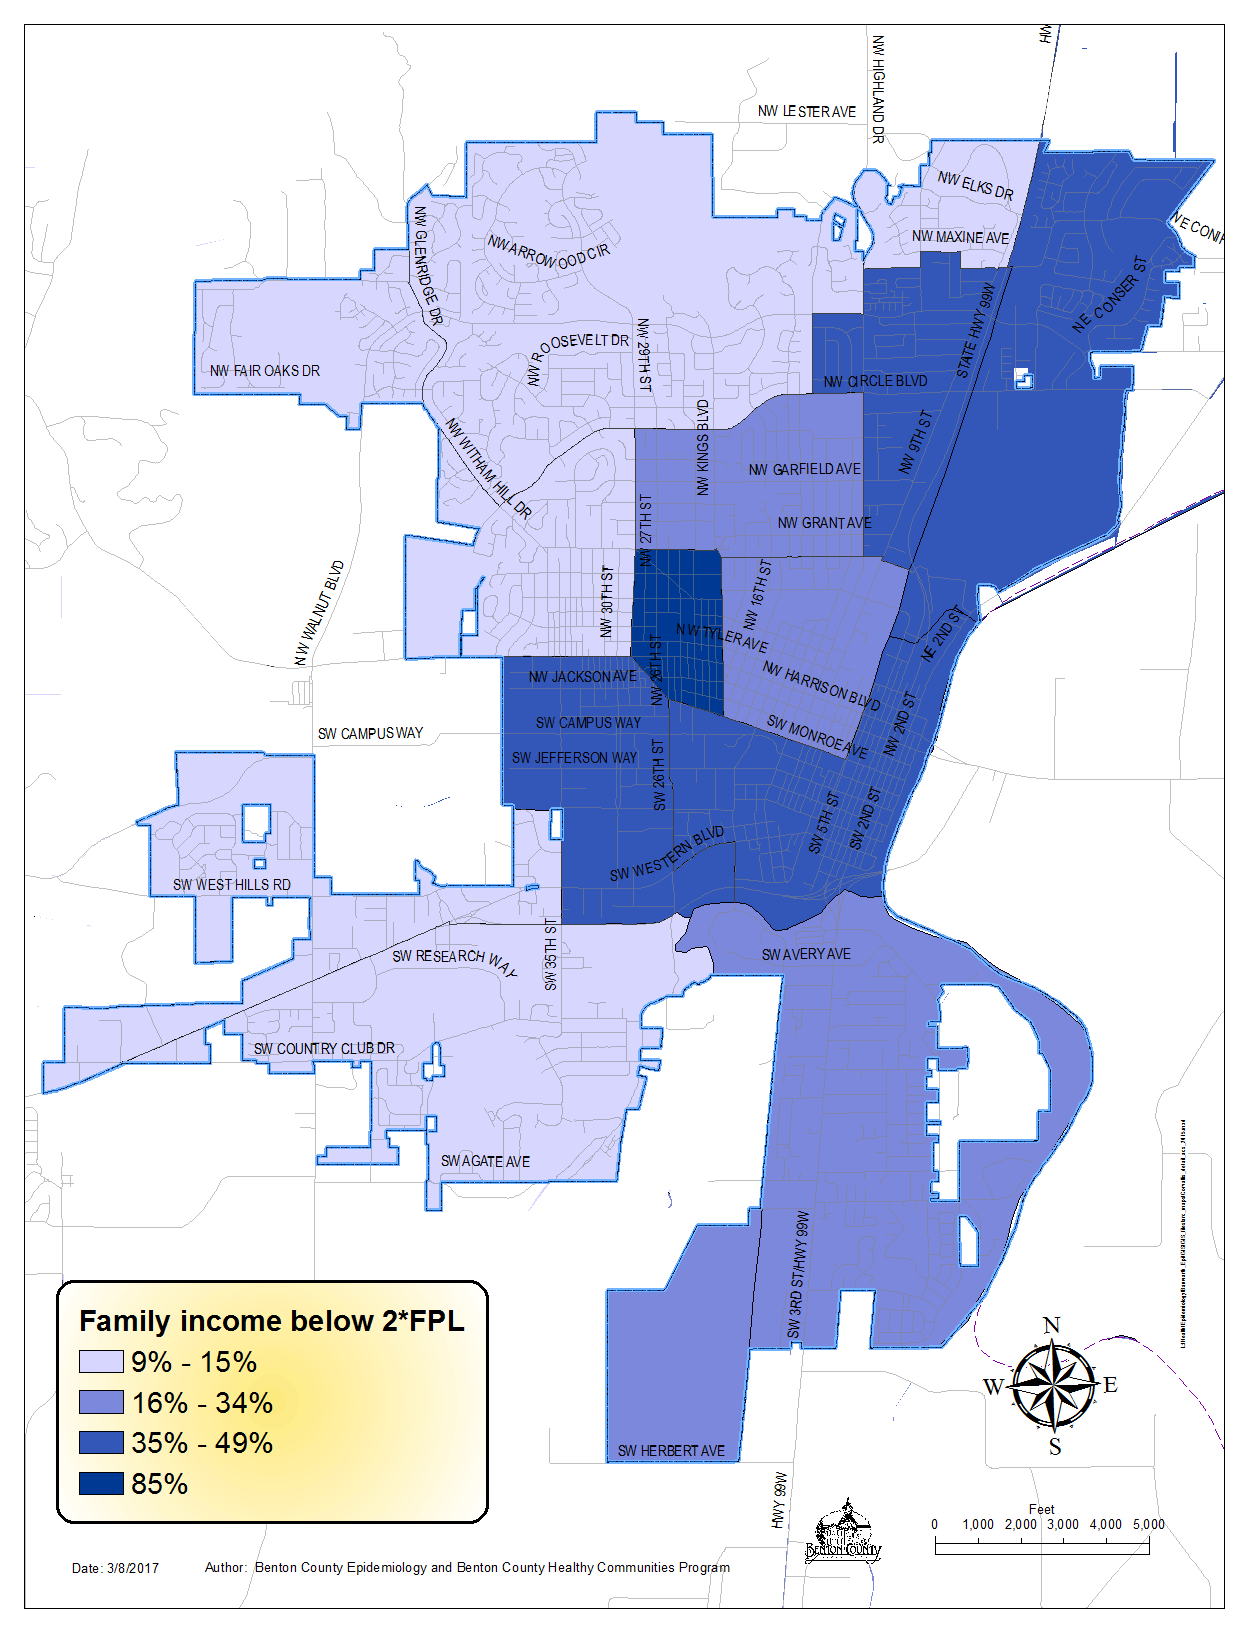 HM
NW HIGHLAND DR
NW LESTER AVE
NW ELKS DR
NW GLENRIDGE DR
NW MAXINE AVE
NW ARROWOOD CIR
NE CONSER ST
STATE HWY 99W
NW ROOSEVELT DR
NW 29TH ST
NW FAIR OAKS DR
NW CIRCLE BLVD
NW KINGS BLVD
NW 9TH ST
NW WITHAM HILL DR
NW GARFIELD AVE
NW 27TH ST
NW GRANT AVE
NW WALNUT BLVD
NW 30TH ST
NW 16TH ST
NW TYLER AVE
NE 2ND ST
NW 26TH ST
NW JACKSON AVE
NW HARRISON BLVD
SW CAMPUS WAY
SW CAMPUS WAY
SW MONROE AVE
NW 2ND ST
SW JEFFERSON WAY
SW 26TH ST
SW 5TH ST
SW 2ND ST
SW WESTERN BLVD
SW WEST HILLS RD
SW RESEARCH WAY
SW 35TH ST
SW AVERY AVE
SW COUNTRY CLUB DR
SW AGATE AVE
SW 3RD ST/HWY 99W
SW HERBERT AVE
HWY 99W
Family income below 2*FPL
9% - 15%
16% - 34%
35% - 49%
85%
N
W
E
S
BENTON COUNTY
Feet
0 1,000 2,000 3,000 4,000 5,000
Date: 3/8/2017
Author: Benton County Epidemiology and Benton County Healthy Communities Program